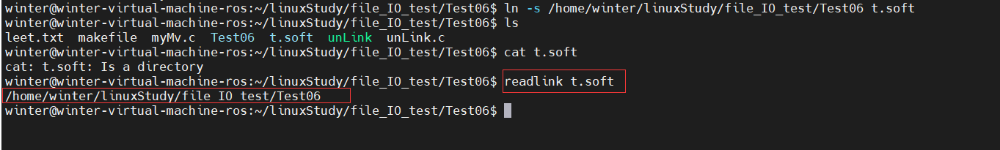 winter@winter-virtual-machine-ros:~/linuxStudy/file_IO_test/Test06$ ln -s /home/winter/linuxStudy/file_IO_test/Test06 t.soft
winter@winter-virtual-machine-ros:~/linuxStudy/file_IO_test/Test06$ ls
leet.txt  makefile  myMv.c  Test06  t.soft  unLink  unLink.c
winter@winter-virtual-machine-ros:~/linuxStudy/file_IO_test/Test06$ cat t.soft
cat: t.soft: Is a directory
winter@winter-virtual-machine-ros:~/linuxStudy/file_IO_test/Test06$ readlink t.soft
/home/winter/linuxStudy/file_IO_test/Test06
winter@winter-virtual-machine-ros:~/linuxStudy/file_IO_test/Test06$